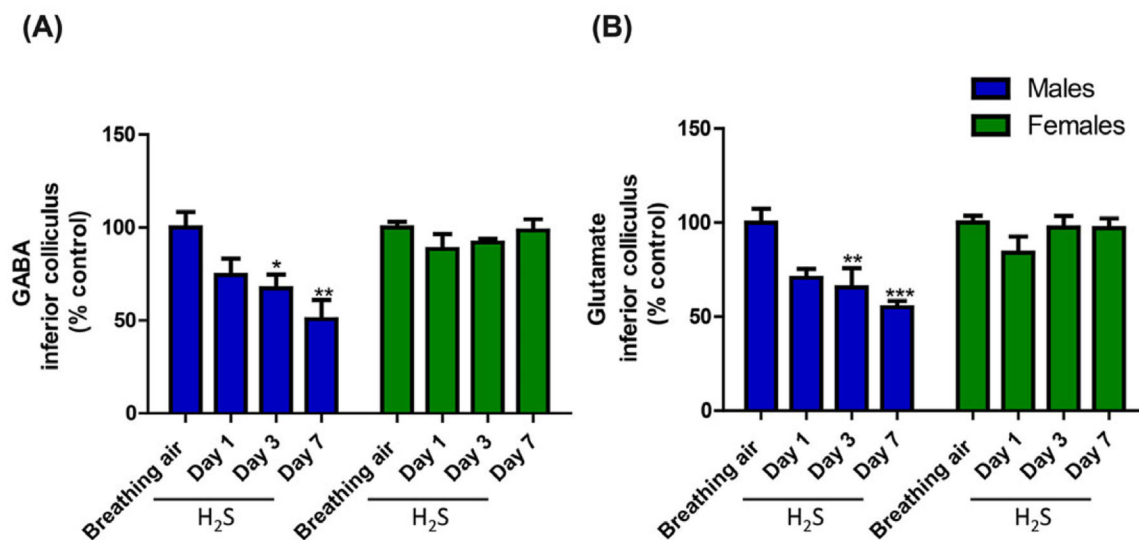 (A)
GABA
inferior colliculus
(% control)
150
100
50
0
*
**
Breathing air
Day 1
Day 3
Day 7
H₂S
Breathing air
Day 1
Day 3
Day 7
H₂S
(B)
Males
Females
Glutamate
inferior colliculus
(% control)
150
100
50
0
**
***
Breathing air
Day 1
Day 3
Day 7
H₂S
Breathing air
Day 1
Day 3
Day 7
H₂S